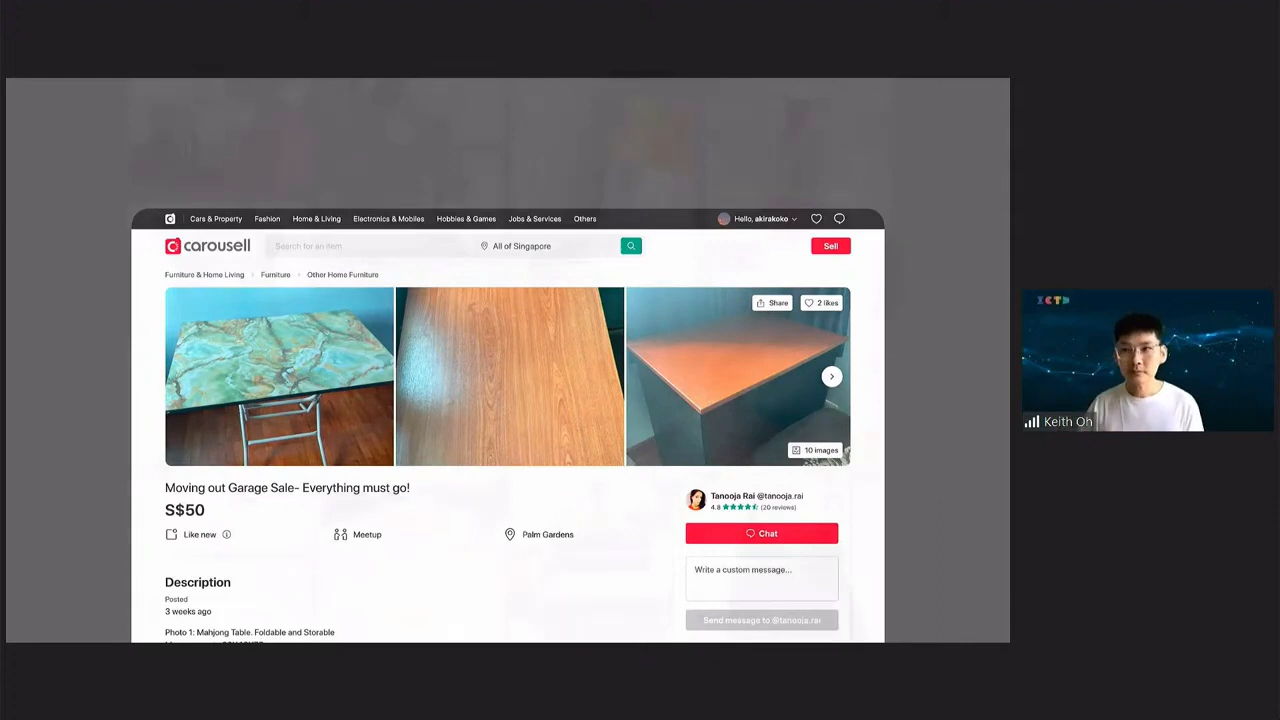 Cars & Property Fashion Home & Living Electronics & Mobiles Hobbies & Games Jobs & Services Others Hello, akirakoko
carousell Search for an item All of Singapore Sell
Furniture & Home Living > Furniture > Other Home Furniture
Share 2 likes
10 images
Moving out Garage Sale- Everything must go!
S$50
Like new Meetup Palm Gardens
Tanooja Rai @tanooja.rai
4.8 (20 reviews)
Chat
Write a custom message...
Send message to @tanooja.rai
Description
Posted
3 weeks ago
Photo 1: Mahjong Table. Foldable and Storable
ICTD
Keith Oh